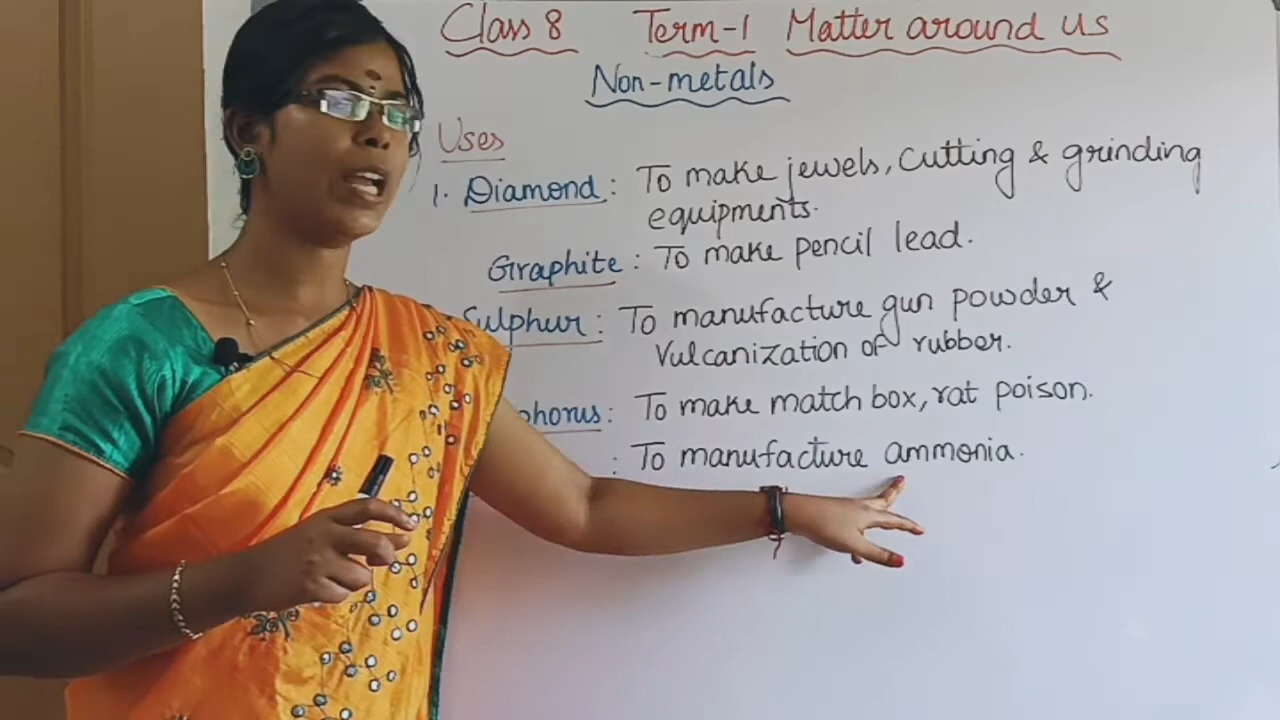 Class 8 Term-1 Matter around us
Non-metals
Uses
1. Diamond : To make jewels, cutting & grinding
equipments.
Graphite : To make pencil lead.
Sulphur : To manufacture gun powder &
Vulcanization of rubber.
phorus : To make match box, rat poison.
: To manufacture ammonia.